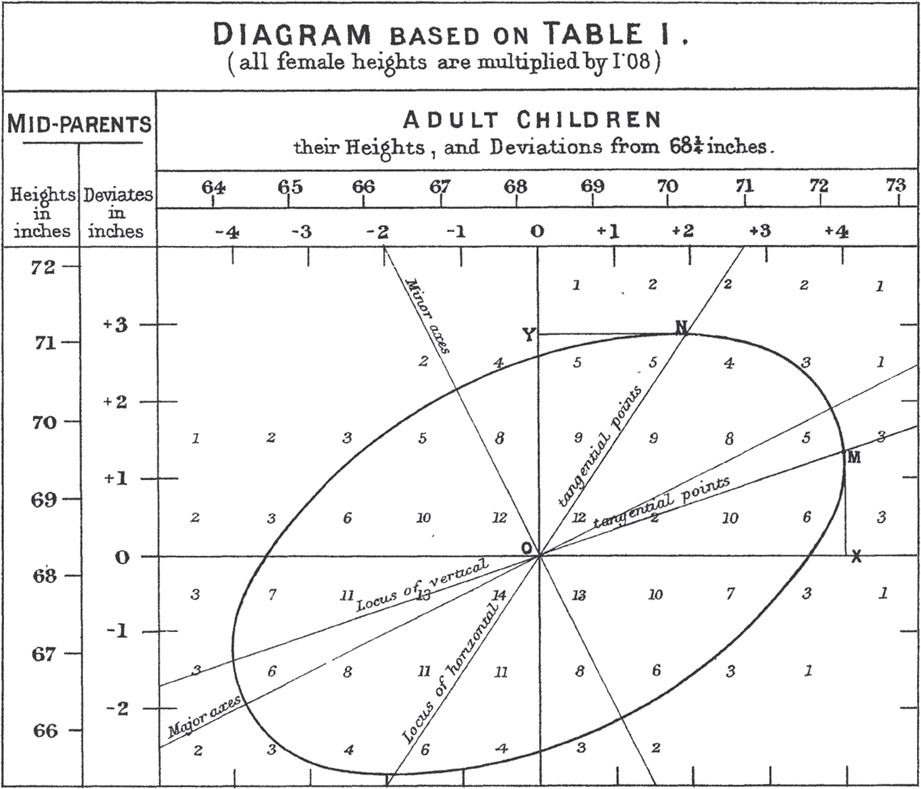 DIAGRAM BASED ON TABLE I.
(all female heights are multiplied by 1·08)
MID-PARENTS
ADULT CHILDREN
their Heights, and Deviations from 68¼ inches.
Heights in inches
Deviates in inches
64 65 66 67 68 69 70 71 72 73
-4 -3 -2 -1 0 +1 +2 +3 +4
72
1 2 2 2 1
Minor axes
+3
Y N
71
2 4 5 5 4 3 1
+2
tangential points
70
1 2 3 5 8 9 9 8 5 3
M
+1
tangential points
69
2 3 6 10 12 12 2 10 6 3
0
O X
Locus of vertical
68
3 7 11 13 14 13 10 7 3 1
-1
Locus of horizontal
67
3 6 8 11 11 8 6 3 1
Major axes
-2
66
2 3 4 6 4 3 2